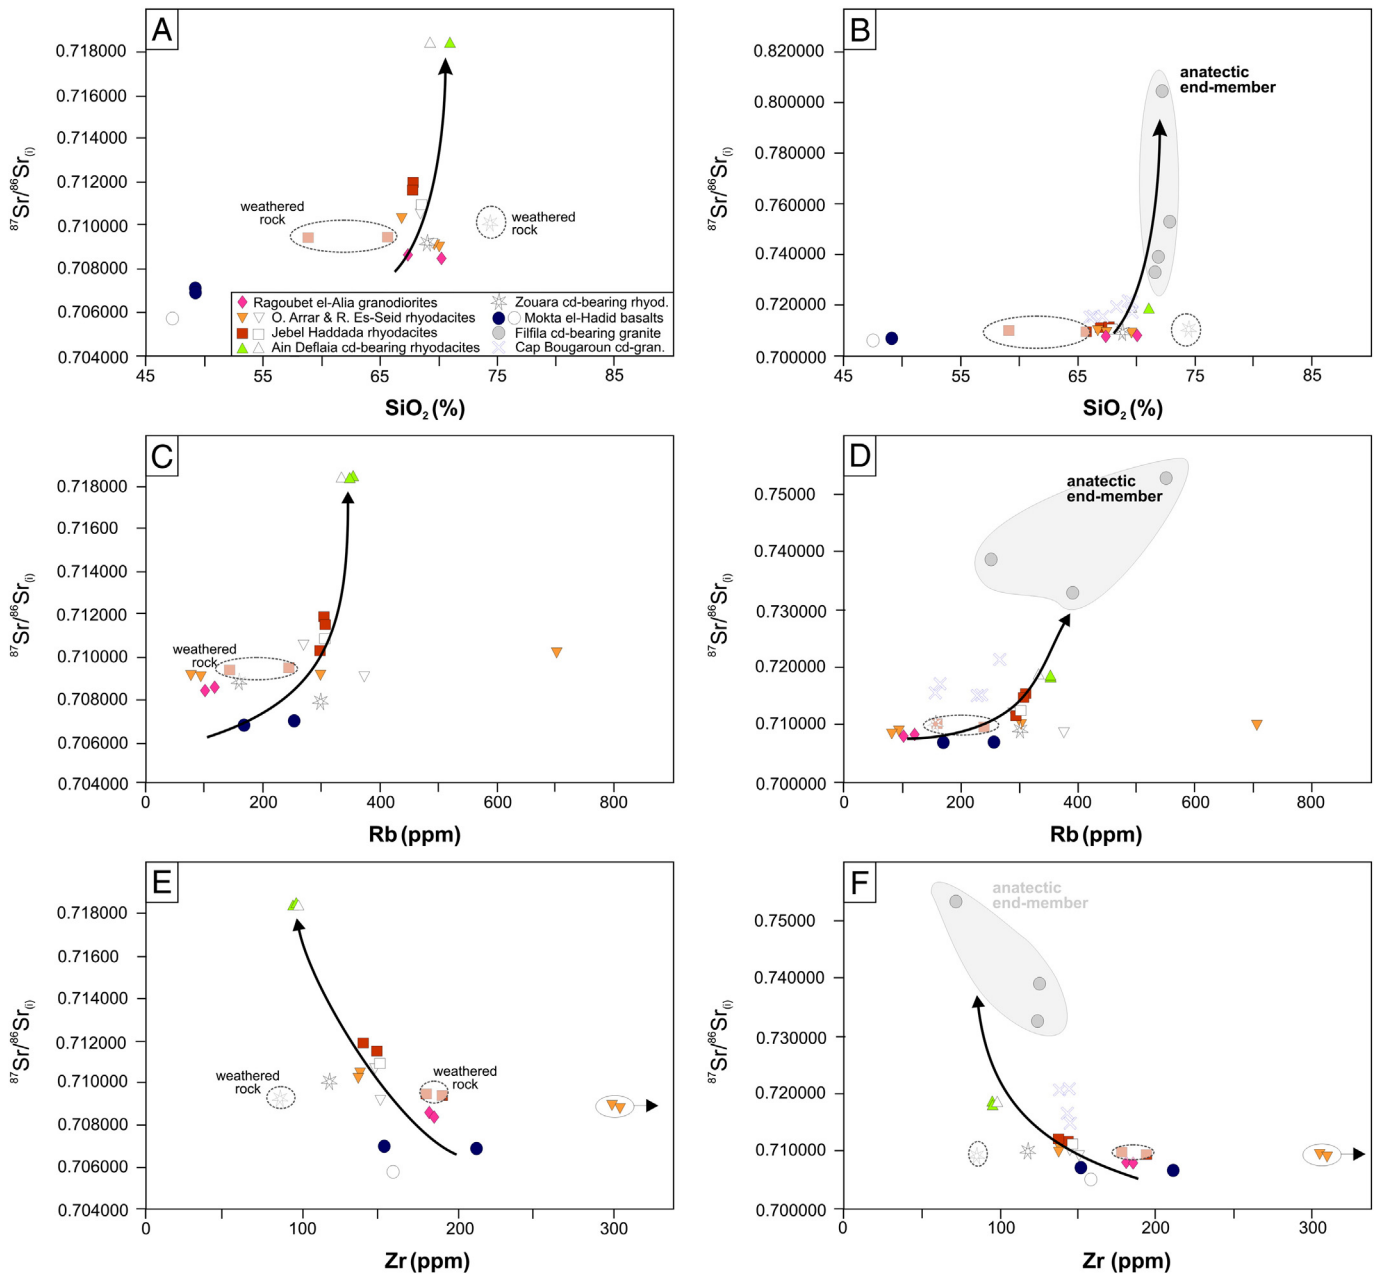 A
0.718000
0.716000
0.714000
0.712000
0.710000
0.708000
0.706000
0.704000
87Sr/86Sr(i)
weathered
rock
weathered
rock
Ragoubet el-Alia granodiorites
O. Arrar & R. Es-Seid rhyodacites
Jebel Haddada rhyodacites
Ain Deflaia cd-bearing rhyodacites
Zouara cd-bearing rhyod.
Mokta el-Hadid basalts
Filfila cd-bearing granite
Cap Bougaroun cd-gran.
45 55 65 75 85
SiO2 (%)
B
0.820000
0.800000
0.780000
0.760000
0.740000
0.720000
0.700000
87Sr/86Sr(i)
anatectic
end-member
45 55 65 75 85
SiO2 (%)
C
0.718000
0.71600
0.714000
0.712000
0.710000
0.708000
0.706000
0.704000
87Sr/86Sr(i)
weathered
rock
0 200 400 600 800
Rb (ppm)
D
0.75000
0.740000
0.730000
0.720000
0.710000
0.700000
87Sr/86Sr(i)
anatectic
end-member
0 200 400 600 800
Rb (ppm)
E
0.718000
0.71600
0.714000
0.712000
0.710000
0.708000
0.706000
0.704000
87Sr/86Sr(i)
weathered
rock
weathered
rock
0 100 200 300
Zr (ppm)
F
0.75000
0.740000
0.730000
0.720000
0.710000
0.700000
87Sr/86Sr(i)
anatectic
end-member
0 100 200 300
Zr (ppm)